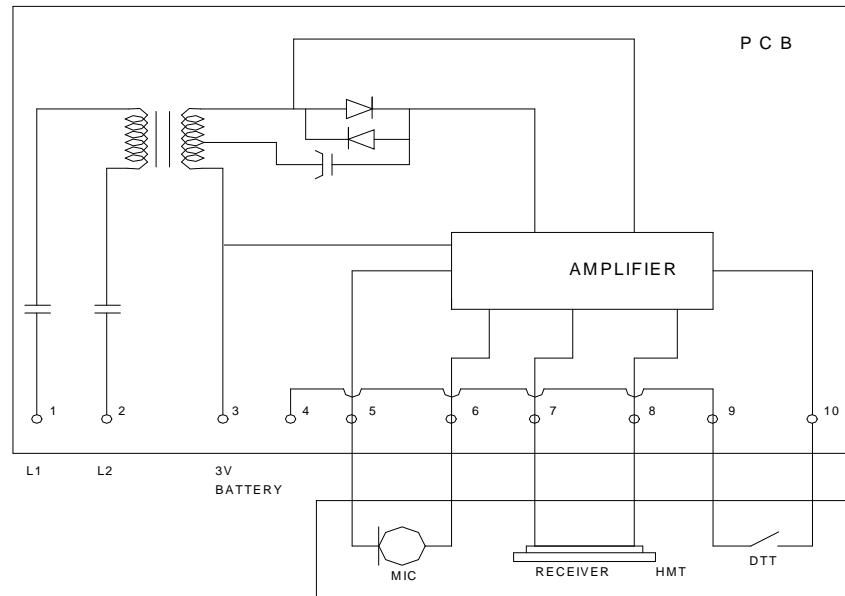 P C B
AMPLIFIER
1 2 3 4 5 6 7 8 9 10
L1 L2 3V
BATTERY
MIC
RECEIVER HMT
DTT